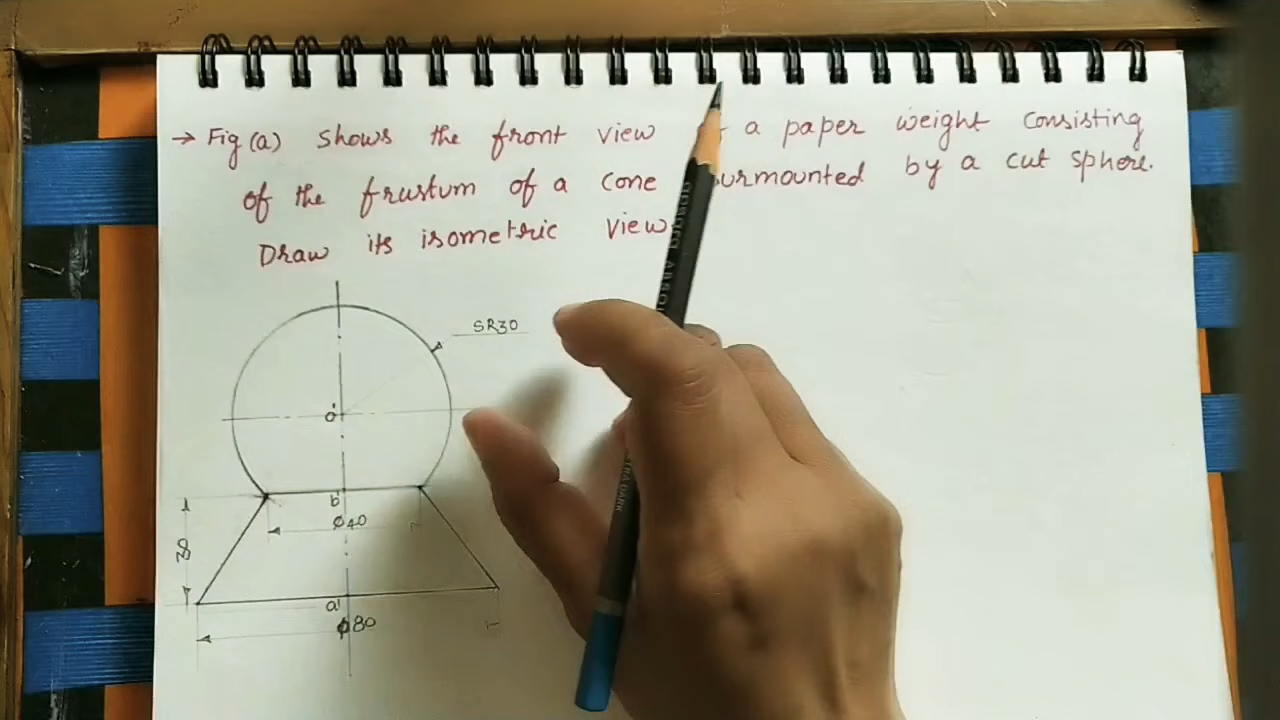 → Fig (a) shows the front view a paper weight consisting
of the frustum of a cone surmounted by a cut sphere.
Draw its isometric view
SR30
o'
b'
ϕ40
30
a'
ϕ80